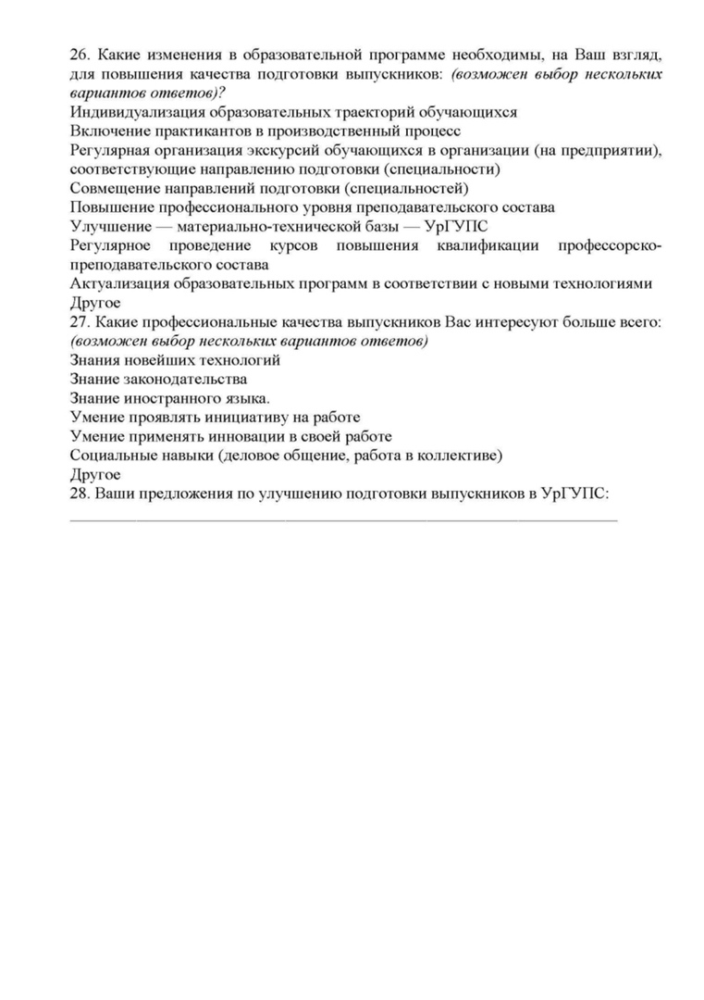 26. Какие изменения в образовательной программе необходимы, на Ваш взгляд,
для повышения качества подготовки выпускников: (возможен выбор нескольких
вариантов ответов)?
Индивидуализация образовательных траекторий обучающихся
Включение практикантов в производственный процесс
Регулярная организация экскурсий обучающихся в организации (на предприятии),
соответствующие направлению подготовки (специальности)
Совмещение направлений подготовки (специальностей)
Повышение профессионального уровня преподавательского состава
Улучшение — материально-технической базы — УрГУПС
Регулярное проведение курсов повышения квалификации профессорско-
преподавательского состава
Актуализация образовательных программ в соответствии с новыми технологиями
Другое
27. Какие профессиональные качества выпускников Вас интересуют больше всего:
(возможен выбор нескольких вариантов ответов)
Знания новейших технологий
Знание законодательства
Знание иностранного языка.
Умение проявлять инициативу на работе
Умение применять инновации в своей работе
Социальные навыки (деловое общение, работа в коллективе)
Другое
28. Ваши предложения по улучшению подготовки выпускников в УрГУПС: